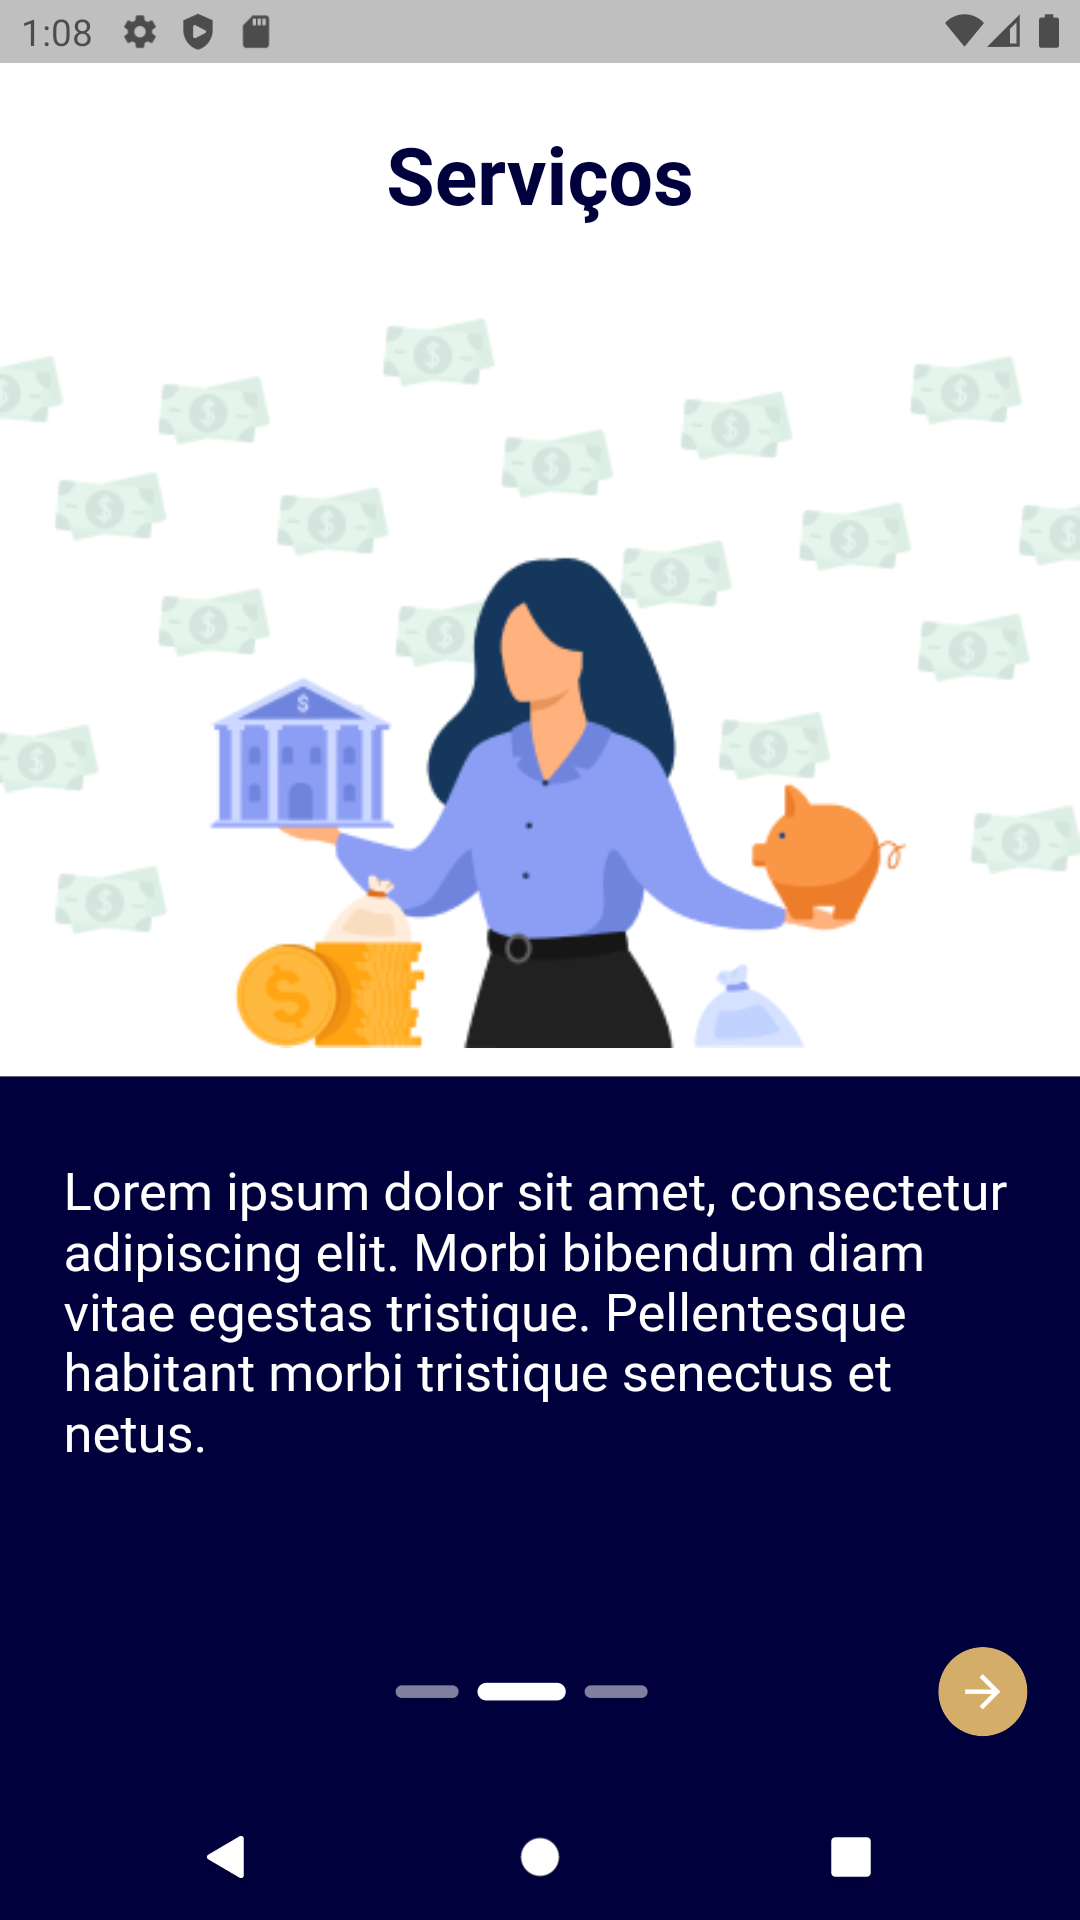 1:08
Serviços
Lorem ipsum dolor sit amet, consectetur
adipiscing elit. Morbi bibendum diam
vitae egestas tristique. Pellentesque
habitant morbi tristique senectus et
netus.